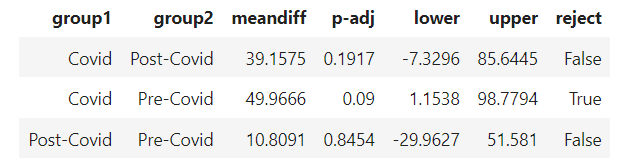 group1 group2 meandiff p-adj lower upper reject
Covid Post-Covid 39.1575 0.1917 -7.3296 85.6445 False
Covid Pre-Covid 49.9666 0.09 1.1538 98.7794 True
Post-Covid Pre-Covid 10.8091 0.8454 -29.9627 51.581 False